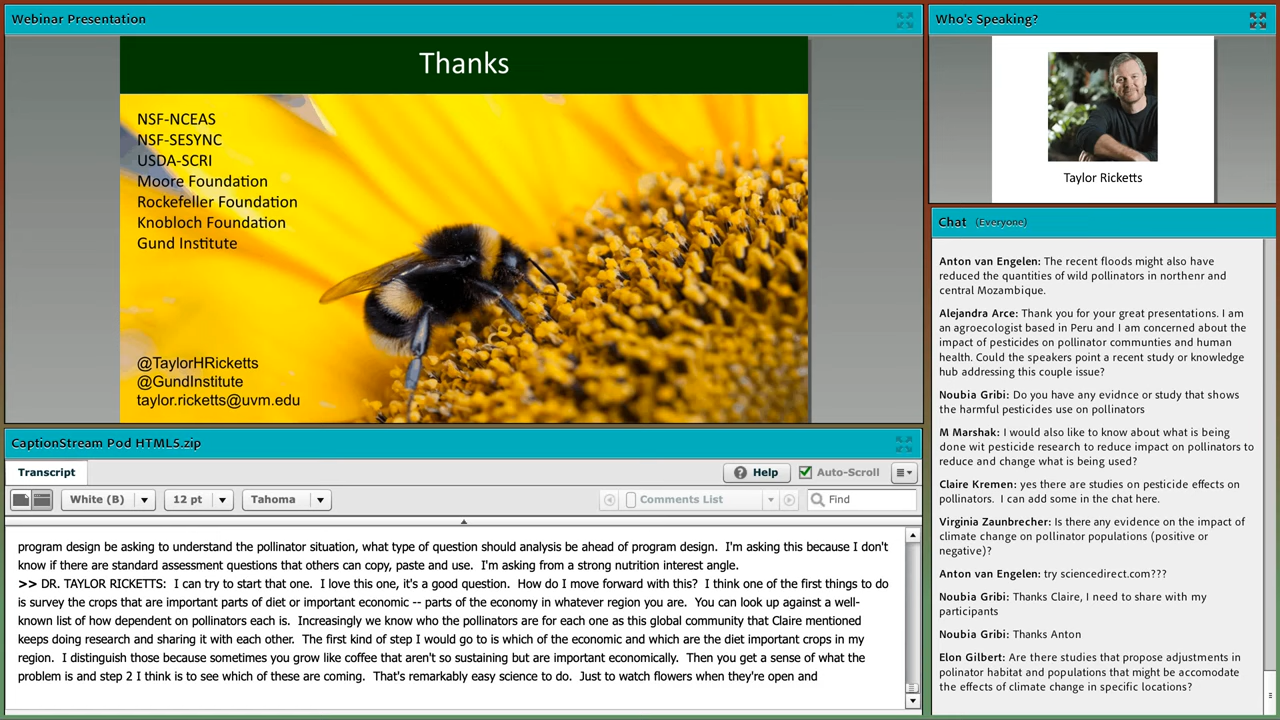 Webinar Presentation
Thanks
NSF-NCEAS
NSF-SESYNC
USDA-SCRI
Moore Foundation
Rockefeller Foundation
Knobloch Foundation
Gund Institute
@TaylorHRicketts
@GundInstitute
taylor.ricketts@uvm.edu
Who's Speaking?
Taylor Ricketts
CaptionStream Pod HTML5.zip
Transcript
Help
Auto-Scroll
White (B)
12 pt
Tahoma
Comments List
Find
program design be asking to understand the pollinator situation, what type of question should analysis be ahead of program design.  I'm asking this because I don't
know if there are standard assessment questions that others can copy, paste and use.  I'm asking from a strong nutrition interest angle.
>> DR. TAYLOR RICKETTS:  I can try to start that one.  I love this one, it's a good question.  How do I move forward with this?  I think one of the first things to do
is survey the crops that are important parts of diet or important economic -- parts of the economy in whatever region you are.  You can look up against a well-
known list of how dependent on pollinators each is.  Increasingly we know who the pollinators are for each one as this global community that Claire mentioned
keeps doing research and sharing it with each other.  The first kind of step I would go to is which of the economic and which are the diet important crops in my
region.  I distinguish those because sometimes you grow like coffee that aren't so sustaining but are important economically.  Then you get a sense of what the
problem is and step 2 I think is to see which of these are coming.  That's remarkably easy science to do.  Just to watch flowers when they're open and
Chat (Everyone)
Anton van Engelen: The recent floods might also have
reduced the quantities of wild pollinators in northenr and
central Mozambique.
Alejandra Arce: Thank you for your great presentations. I am
an agroecologist based in Peru and I am concerned about the
impact of pesticides on pollinator communties and human
health. Could the speakers point a recent study or knowledge
hub addressing this couple issue?
Noubia Gribi: Do you have any evidnce or study that shows
the harmful pesticides use on pollinators
M Marshak: I would also like to know about what is being
done wit pesticide research to reduce impact on pollinators to
reduce and change what is being used?
Claire Kremen: yes there are studies on pesticide effects on
pollinators.  I can add some in the chat here.
Virginia Zaunbrecher: Is there any evidence on the impact of
climate change on pollinator populations (positive or
negative)?
Anton van Engelen: try sciencedirect.com???
Noubia Gribi: Thanks Claire, I need to share with my
participants
Noubia Gribi: Thanks Anton
Elon Gilbert: Are there studies that propose adjustments in
polinator habitat and populations that might be accomodate
the effects of climate change in specific locations?